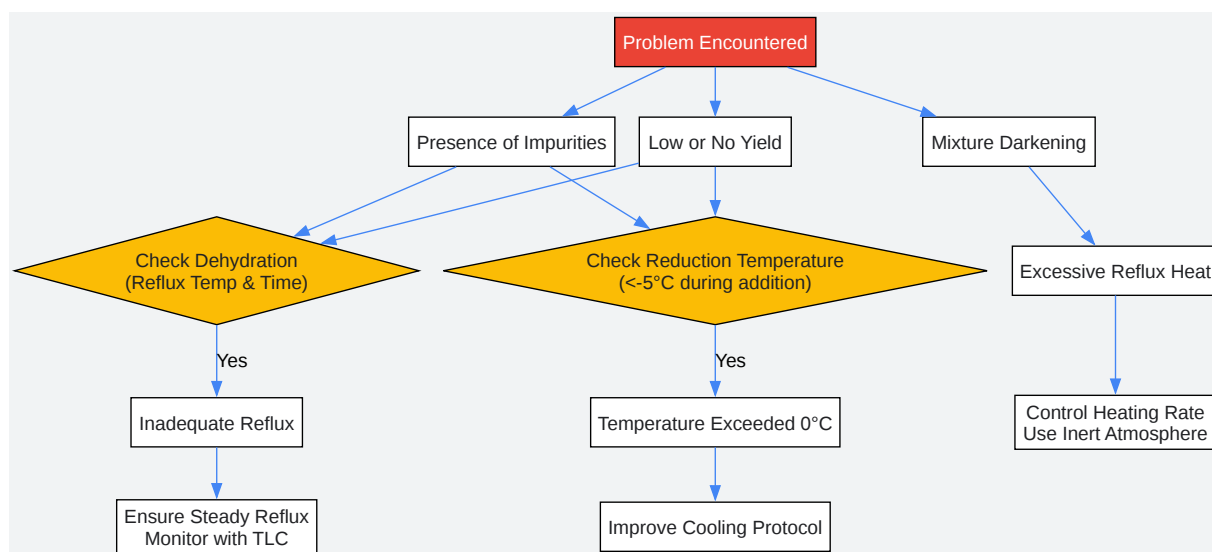 Problem Encountered
Presence of Impurities
Low or No Yield
Mixture Darkening
Check Dehydration
(Reflux Temp & Time)
Check Reduction Temperature
(<-5°C during addition)
Excessive Reflux Heat
Yes
Yes
Inadequate Reflux
Temperature Exceeded 0°C
Control Heating Rate
Use Inert Atmosphere
Ensure Steady Reflux
Monitor with TLC
Improve Cooling Protocol